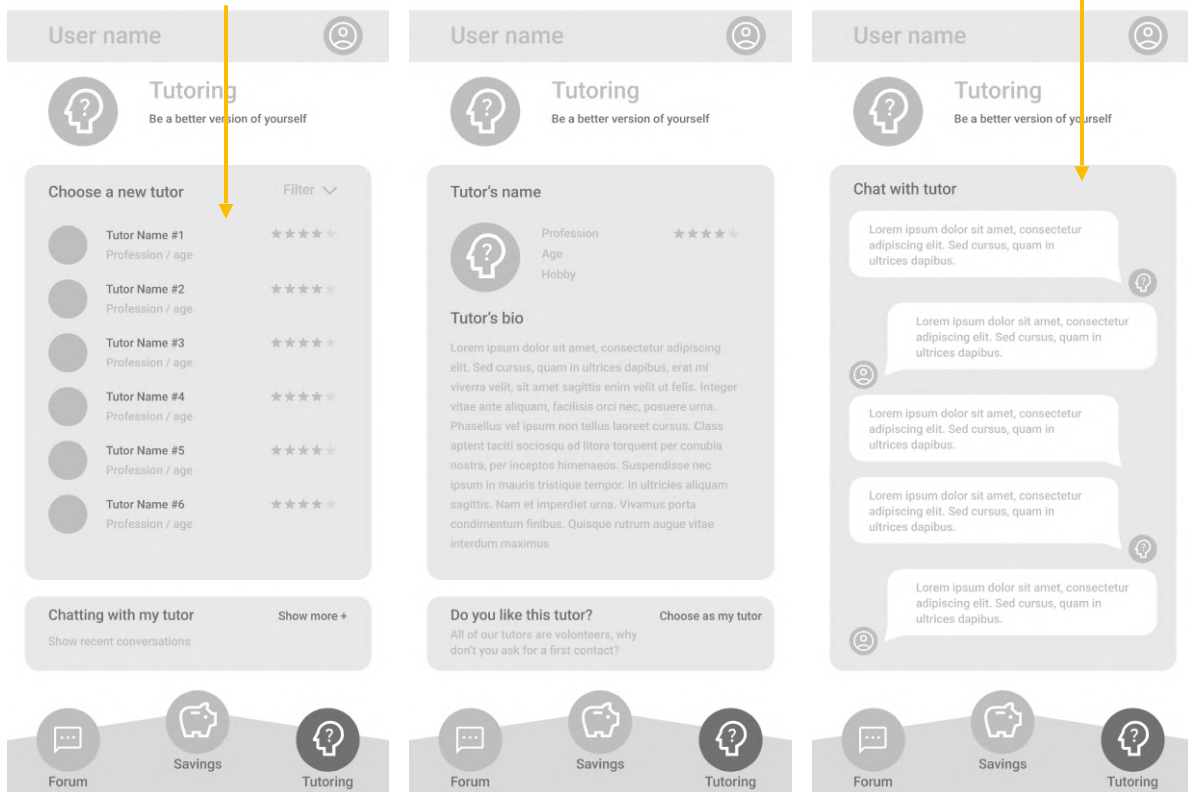 User name
Tutoring
Be a better version of yourself
Choose a new tutor
Filter
Tutor Name #1
Profession / age
Tutor Name #2
Profession / age
Tutor Name #3
Profession / age
Tutor Name #4
Profession / age
Tutor Name #5
Profession / age
Tutor Name #6
Profession / age
Chatting with my tutor
Show more +
Show recent conversations
Forum
Savings
Tutoring
User name
Tutoring
Be a better version of yourself
Tutor's name
Profession
Age
Hobby
Tutor's bio
Lorem ipsum dolor sit amet, consectetur adipiscing
elit. Sed cursus, quam in ultrices dapibus, erat mi
viverra velit, sit amet sagittis enim velit ut felis. Integer
vitae ante aliquam, facilisis orci nec, posuere urna.
Phasellus vel ipsum non tellus laoreet cursus. Class
aptent taciti sociosqu ad litora torquent per conubia
nostra, per inceptos himenaeos. Suspendisse nec
ipsum in mauris tristique tempor. In ultricies aliquam
sagittis. Nam et imperdiet urna. Vivamus porta
condimentum finibus. Quisque rutrum augue vitae
interdum maximus
Do you like this tutor?
Choose as my tutor
All of our tutors are volonteers, why
don't you ask for a first contact?
Forum
Savings
Tutoring
User name
Tutoring
Be a better version of yourself
Chat with tutor
Lorem ipsum dolor sit amet, consectetur
adipiscing elit. Sed cursus, quam in
ultrices dapibus.
Lorem ipsum dolor sit amet, consectetur
adipiscing elit. Sed cursus, quam in
ultrices dapibus.
Lorem ipsum dolor sit amet, consectetur
adipiscing elit. Sed cursus, quam in
ultrices dapibus.
Lorem ipsum dolor sit amet, consectetur
adipiscing elit. Sed cursus, quam in
ultrices dapibus.
Lorem ipsum dolor sit amet, consectetur
adipiscing elit. Sed cursus, quam in
ultrices dapibus.
Forum
Savings
Tutoring